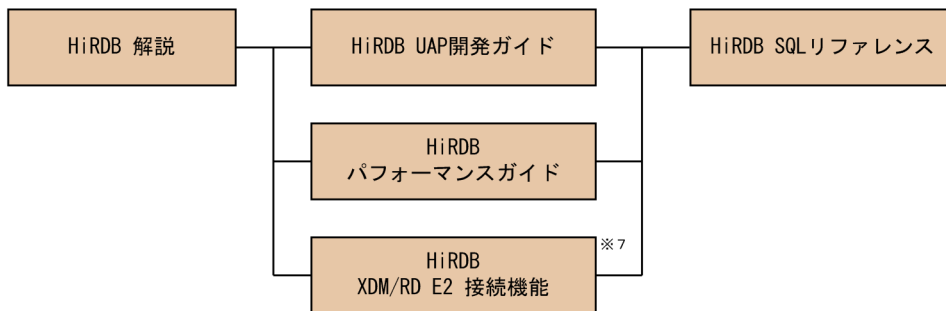 HiRDB 解説
HiRDB UAP開発ガイド
HiRDB SQLリファレンス
HiRDB
パフォーマンスガイド
※7
HiRDB
XDM/RD E2 接続機能